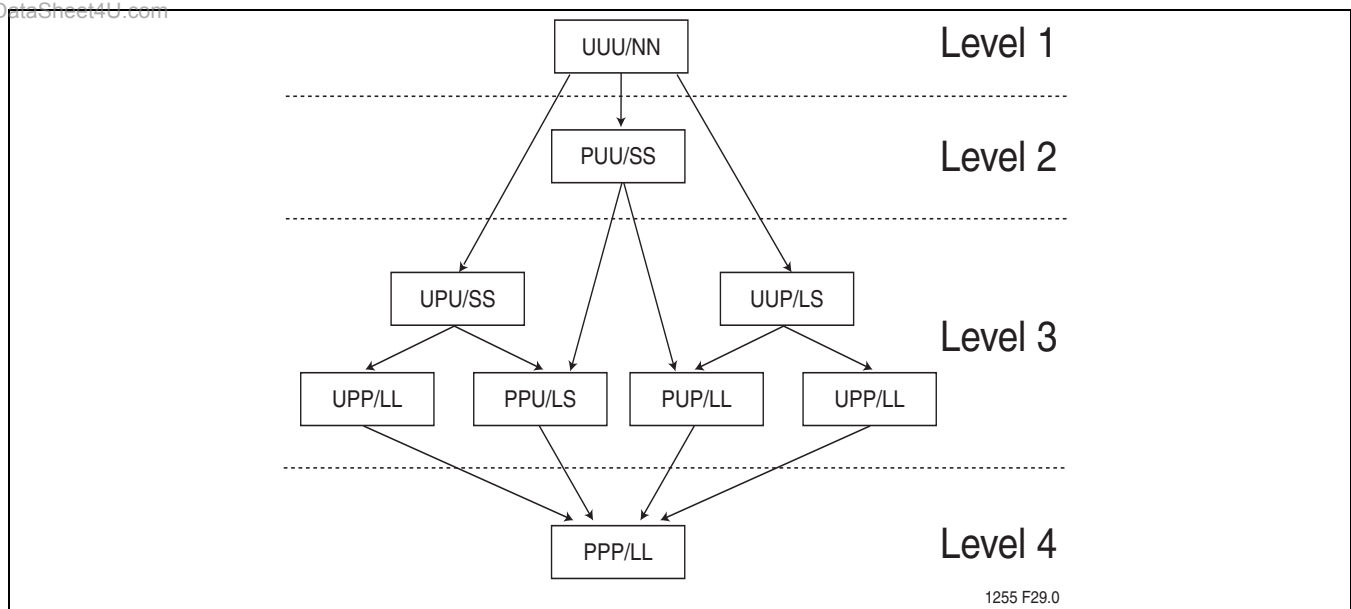 DataSheet4U.com
UUU/NN
Level 1
PUU/SS
Level 2
UPU/SS
UUP/LS
Level 3
UPP/LL
PPU/LS
PUP/LL
UPP/LL
PPP/LL
Level 4
1255 F29.0